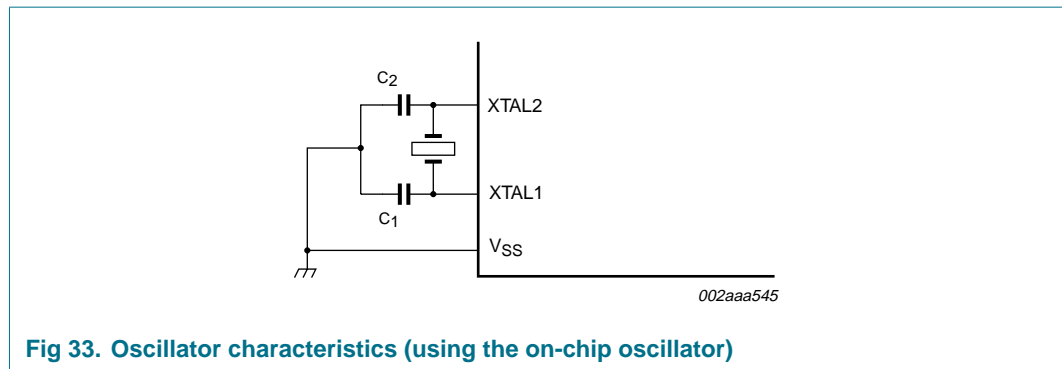 C2
XTAL2
XTAL1
C1
VSS
002aaa545
Fig 33. Oscillator characteristics (using the on-chip oscillator)